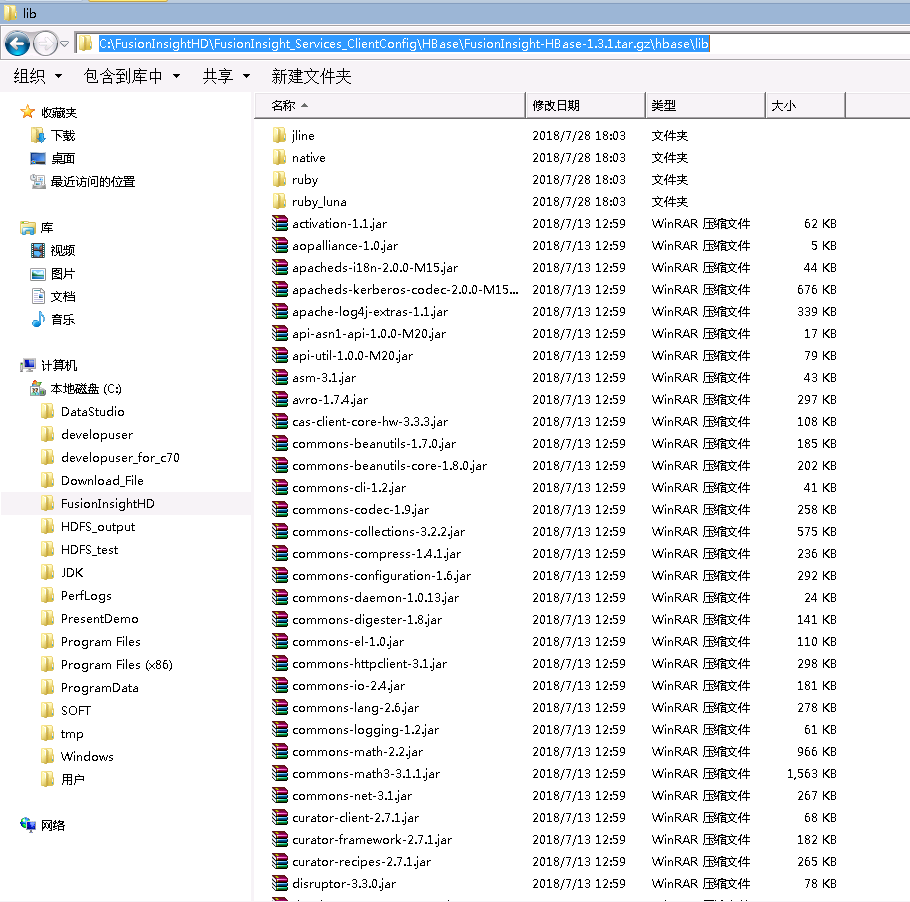 lib
C:\FusionInsightHD\FusionInsight_Services_ClientConfig\HBase\FusionInsight-HBase-1.3.1.tar.gz\hbase\lib
组织 包含到库中 共享 新建文件夹
收藏夹
下载
桌面
最近访问的位置
库
视频
图片
文档
音乐
计算机
本地磁盘 (C:)
DataStudio
developuser
developuser_for_c70
Download_File
FusionInsightHD
HDFS_output
HDFS_test
JDK
PerfLogs
PresentDemo
Program Files
Program Files (x86)
ProgramData
SOFT
tmp
Windows
用户
网络
名称 修改日期 类型 大小
jline 2018/7/28 18:03 文件夹
native 2018/7/28 18:03 文件夹
ruby 2018/7/28 18:03 文件夹
ruby_luna 2018/7/28 18:03 文件夹
activation-1.1.jar 2018/7/13 12:59 WinRAR 压缩文件 62 KB
aopalliance-1.0.jar 2018/7/13 12:59 WinRAR 压缩文件 5 KB
apacheds-i18n-2.0.0-M15.jar 2018/7/13 12:59 WinRAR 压缩文件 44 KB
apacheds-kerberos-codec-2.0.0-M15... 2018/7/13 12:59 WinRAR 压缩文件 676 KB
apache-log4j-extras-1.1.jar 2018/7/13 12:59 WinRAR 压缩文件 339 KB
api-asn1-api-1.0.0-M20.jar 2018/7/13 12:59 WinRAR 压缩文件 17 KB
api-util-1.0.0-M20.jar 2018/7/13 12:59 WinRAR 压缩文件 79 KB
asm-3.1.jar 2018/7/13 12:59 WinRAR 压缩文件 43 KB
avro-1.7.4.jar 2018/7/13 12:59 WinRAR 压缩文件 297 KB
cas-client-core-hw-3.3.3.jar 2018/7/13 12:59 WinRAR 压缩文件 108 KB
commons-beanutils-1.7.0.jar 2018/7/13 12:59 WinRAR 压缩文件 185 KB
commons-beanutils-core-1.8.0.jar 2018/7/13 12:59 WinRAR 压缩文件 202 KB
commons-cli-1.2.jar 2018/7/13 12:59 WinRAR 压缩文件 41 KB
commons-codec-1.9.jar 2018/7/13 12:59 WinRAR 压缩文件 258 KB
commons-collections-3.2.2.jar 2018/7/13 12:59 WinRAR 压缩文件 575 KB
commons-compress-1.4.1.jar 2018/7/13 12:59 WinRAR 压缩文件 236 KB
commons-configuration-1.6.jar 2018/7/13 12:59 WinRAR 压缩文件 292 KB
commons-daemon-1.0.13.jar 2018/7/13 12:59 WinRAR 压缩文件 24 KB
commons-digester-1.8.jar 2018/7/13 12:59 WinRAR 压缩文件 141 KB
commons-el-1.0.jar 2018/7/13 12:59 WinRAR 压缩文件 110 KB
commons-httpclient-3.1.jar 2018/7/13 12:59 WinRAR 压缩文件 298 KB
commons-io-2.4.jar 2018/7/13 12:59 WinRAR 压缩文件 181 KB
commons-lang-2.6.jar 2018/7/13 12:59 WinRAR 压缩文件 278 KB
commons-logging-1.2.jar 2018/7/13 12:59 WinRAR 压缩文件 61 KB
commons-math-2.2.jar 2018/7/13 12:59 WinRAR 压缩文件 966 KB
commons-math3-3.1.1.jar 2018/7/13 12:59 WinRAR 压缩文件 1,563 KB
commons-net-3.1.jar 2018/7/13 12:59 WinRAR 压缩文件 267 KB
curator-client-2.7.1.jar 2018/7/13 12:59 WinRAR 压缩文件 68 KB
curator-framework-2.7.1.jar 2018/7/13 12:59 WinRAR 压缩文件 182 KB
curator-recipes-2.7.1.jar 2018/7/13 12:59 WinRAR 压缩文件 265 KB
disruptor-3.3.0.jar 2018/7/13 12:59 WinRAR 压缩文件 78 KB